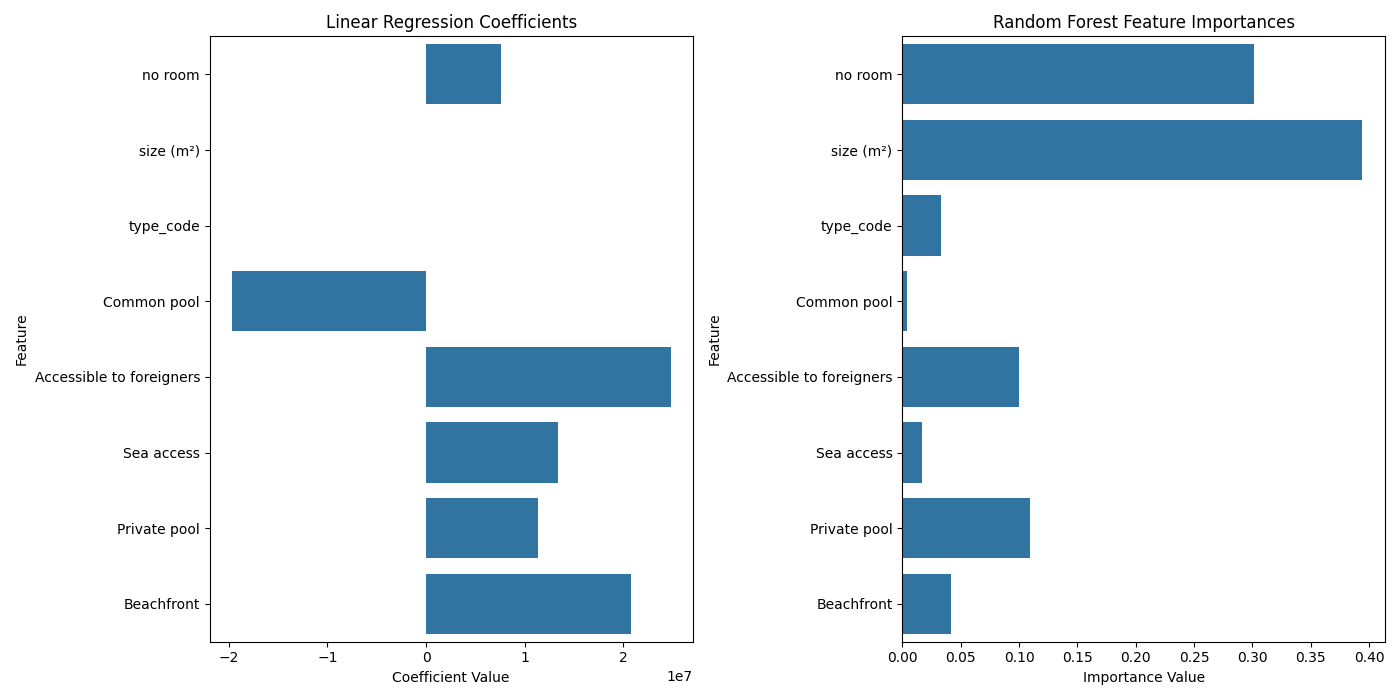 Linear Regression Coefficients
no room
size (m²)
type_code
Common pool
Accessible to foreigners
Sea access
Private pool
Beachfront
Feature
−2
−1
0
1
2
1e7
Coefficient Value
Random Forest Feature Importances
no room
size (m²)
type_code
Common pool
Accessible to foreigners
Sea access
Private pool
Beachfront
Feature
0.00
0.05
0.10
0.15
0.20
0.25
0.30
0.35
0.40
Importance Value